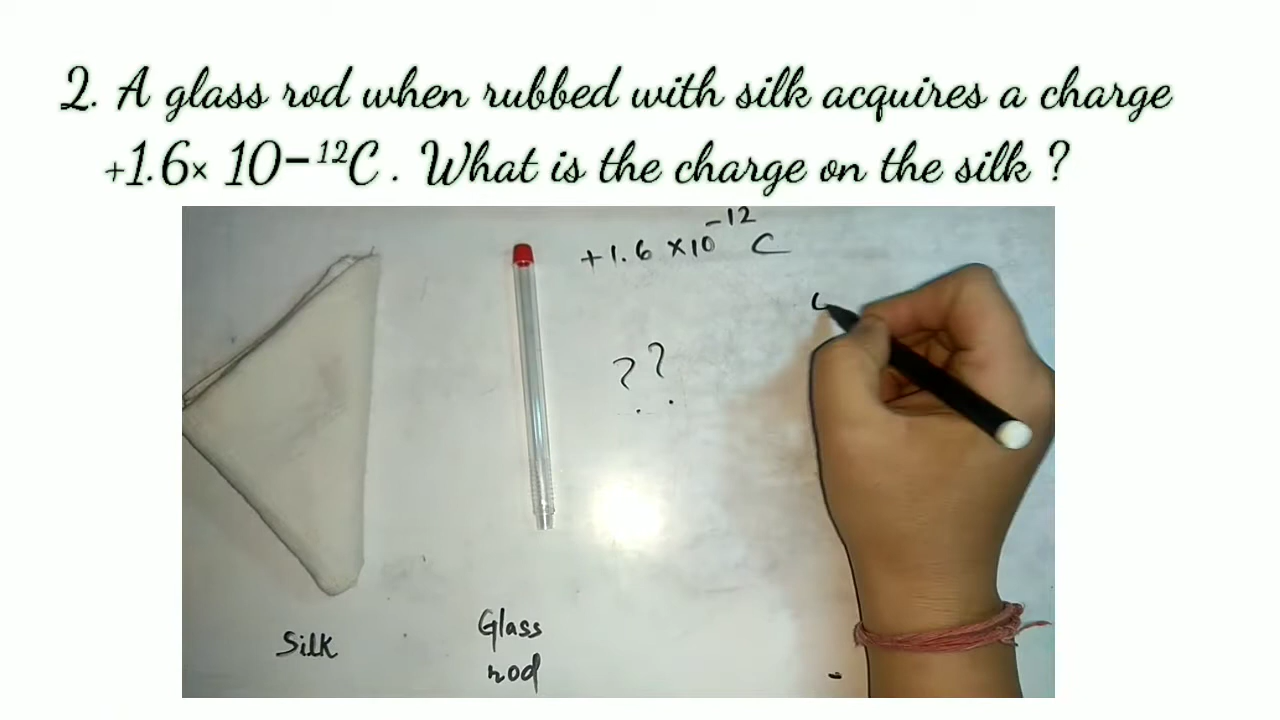 2. A glass rod when rubbed with silk acquires a charge
+1.6× 10−¹²C. What is the charge on the silk ?
+1.6 ×10⁻¹² C
? ?
Silk
Glass
rod